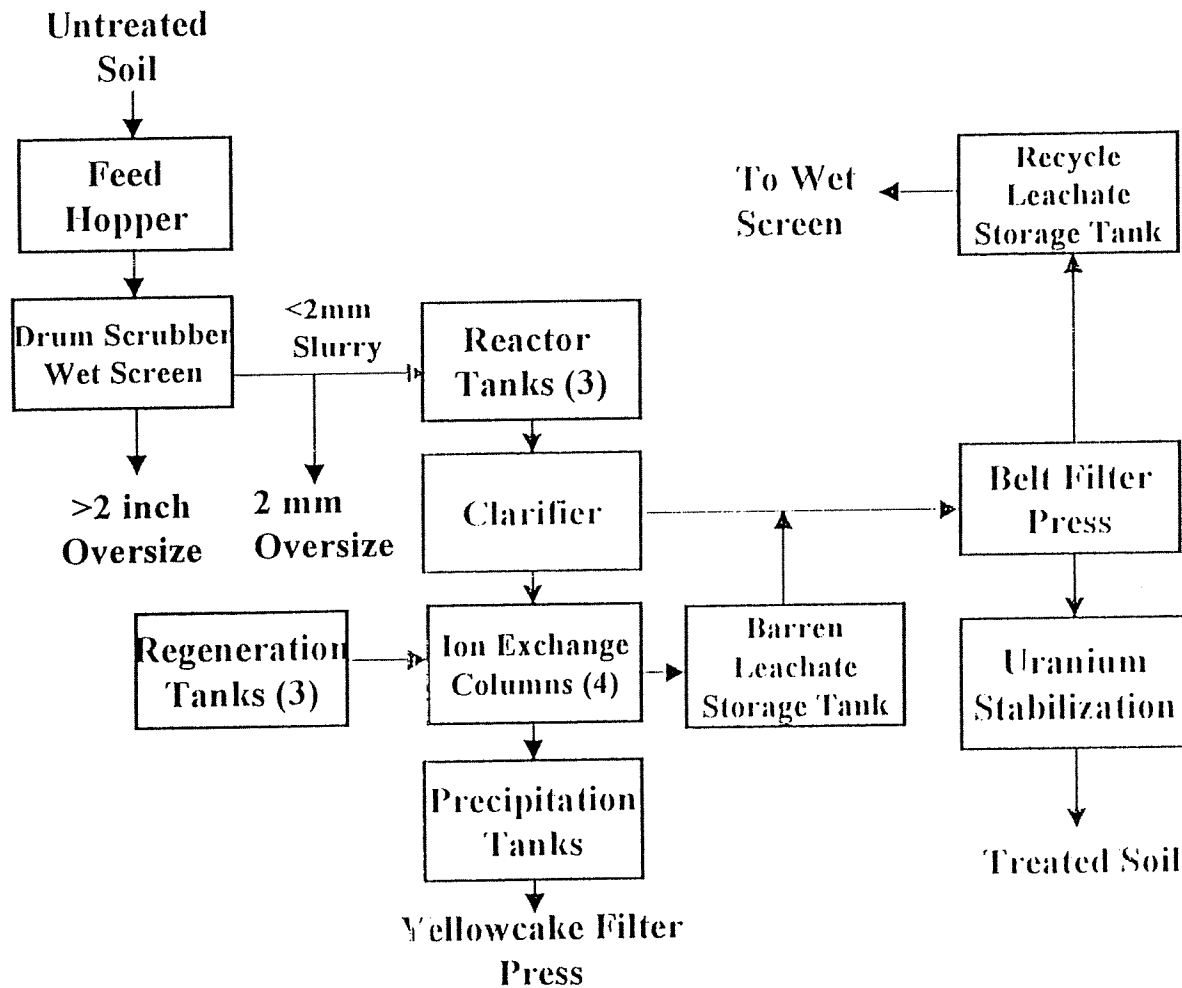 Untreated
Soil
Feed
Hopper
Drum Scrubber
Wet Screen
<2mm
Slurry
>2 inch
Oversize
2 mm
Oversize
Reactor
Tanks (3)
Clarifier
Regeneration
Tanks (3)
Ion Exchange
Columns (4)
Barren
Leachate
Storage Tank
Precipitation
Tanks
Yellowcake Filter
Press
To Wet
Screen
Recycle
Leachate
Storage Tank
Belt Filter
Press
Uranium
Stabilization
Treated Soil